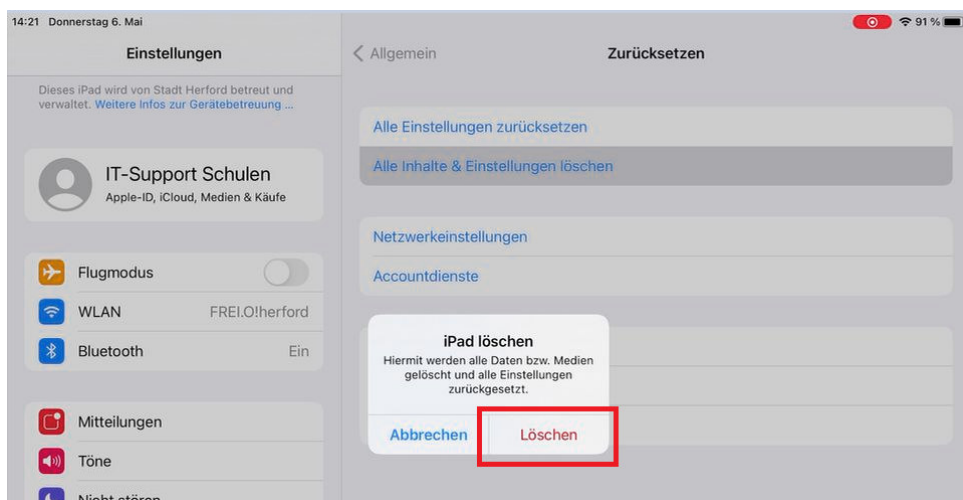 14:21 Donnerstag 6. Mai
91 %
Einstellungen
Dieses iPad wird von Stadt Herford betreut und
verwaltet. Weitere Infos zur Gerätebetreuung ...
IT-Support Schulen
Apple-ID, iCloud, Medien & Käufe
Flugmodus
WLAN FREI.O!herford
Bluetooth Ein
Mitteilungen
Töne
Nicht stören
Allgemein
Zurücksetzen
Alle Einstellungen zurücksetzen
Alle Inhalte & Einstellungen löschen
Netzwerkeinstellungen
Accountdienste
iPad löschen
Hiermit werden alle Daten bzw. Medien
gelöscht und alle Einstellungen
zurückgesetzt.
Abbrechen Löschen